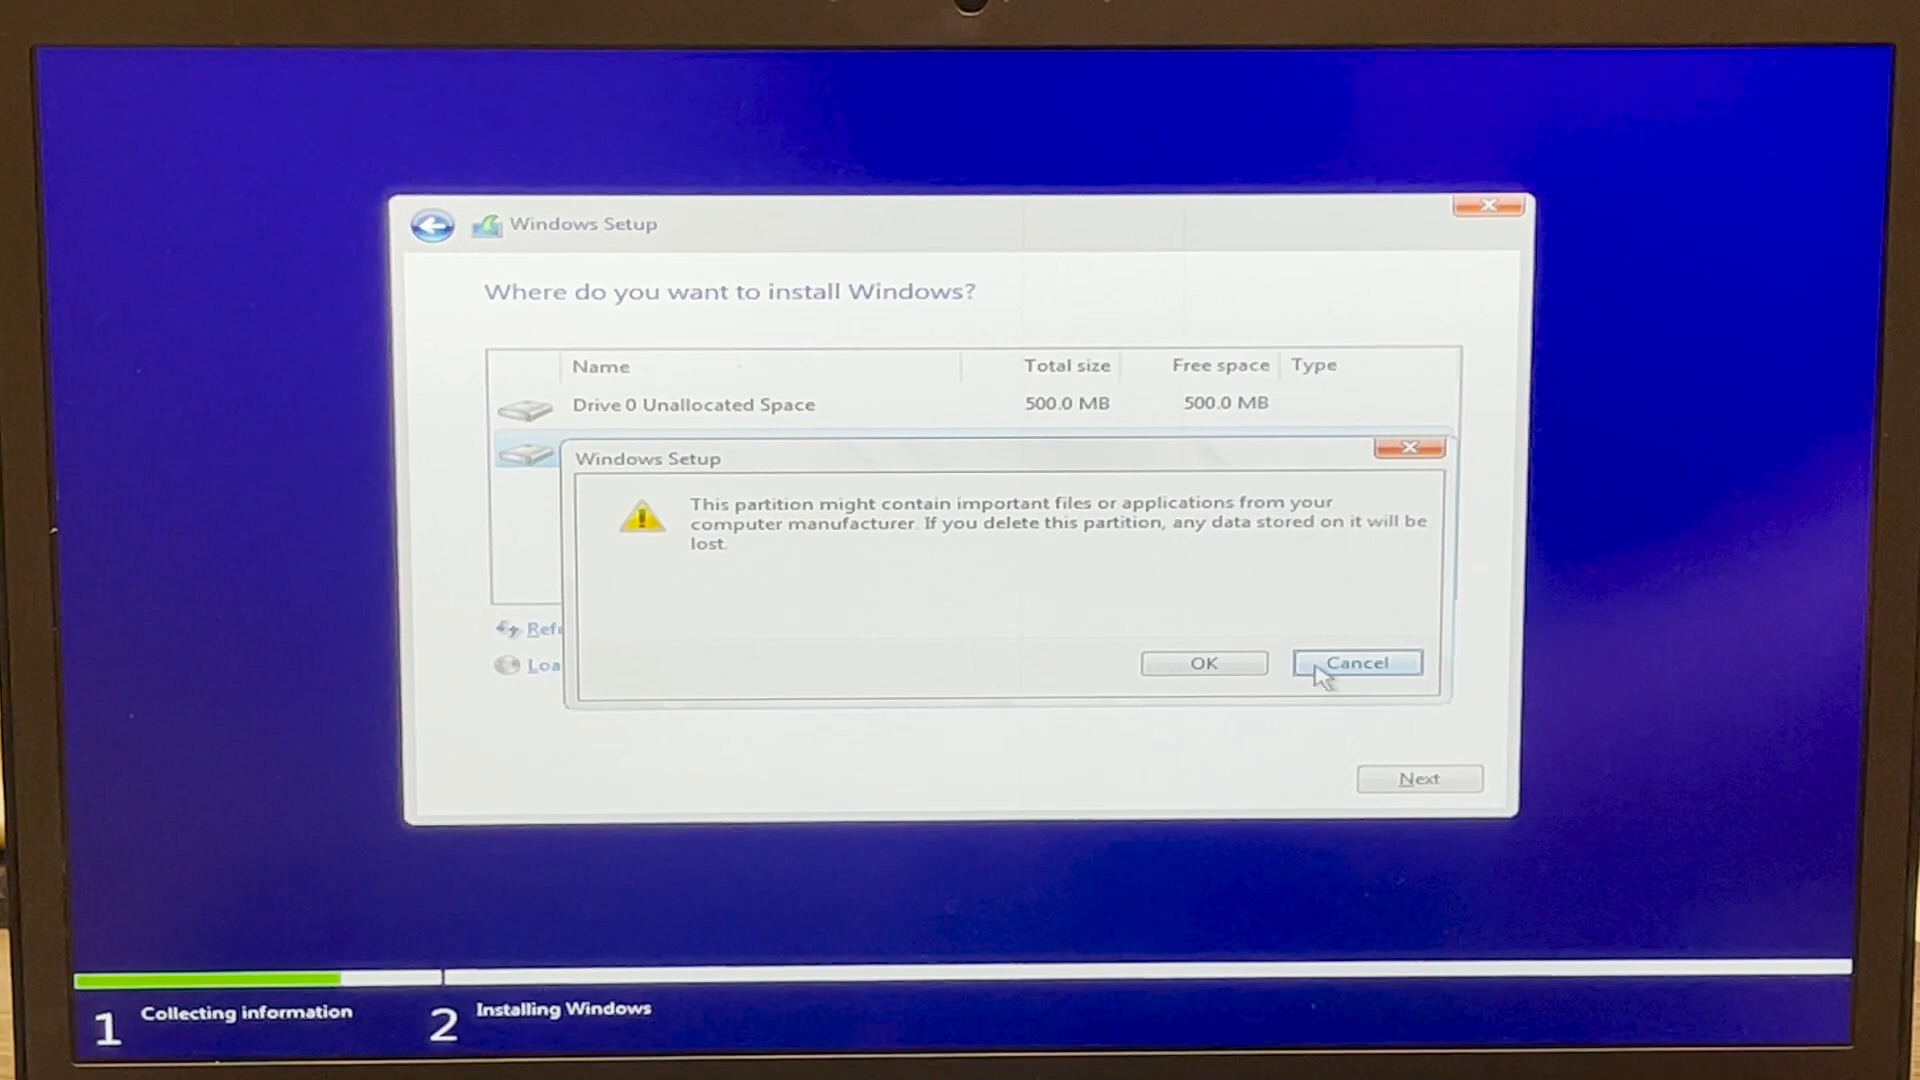 Windows Setup
Where do you want to install Windows?
Name Total size Free space Type
Drive 0 Unallocated Space 500.0 MB 500.0 MB
Windows Setup
This partition might contain important files or applications from your
computer manufacturer. If you delete this partition, any data stored on it will be
lost.
OK Cancel
Next
1 Collecting information 2 Installing Windows